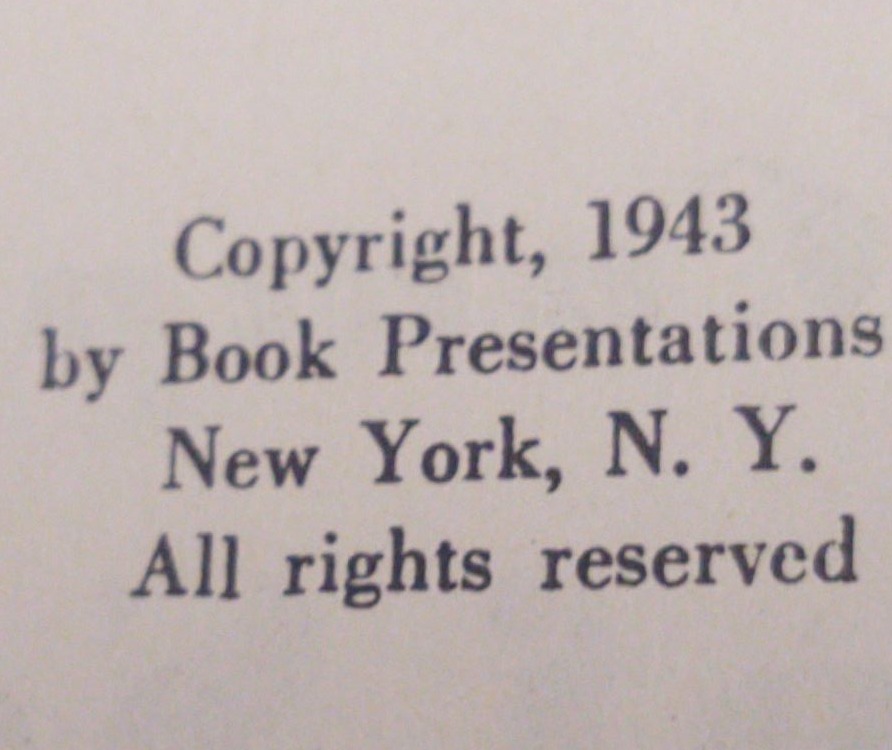 Copyright, 1943
by Book Presentations
New York, N. Y.
All rights reserved